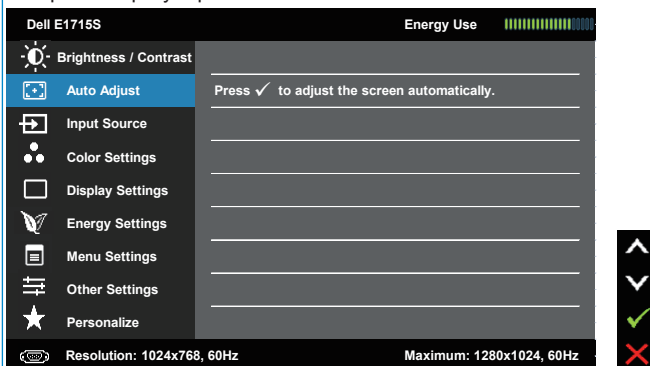 Dell E1715S Energy Use
Brightness / Contrast
Auto Adjust Press ✓ to adjust the screen automatically.
Input Source
Color Settings
Display Settings
Energy Settings
Menu Settings
Other Settings
Personalize
Resolution: 1024x768, 60Hz Maximum: 1280x1024, 60Hz